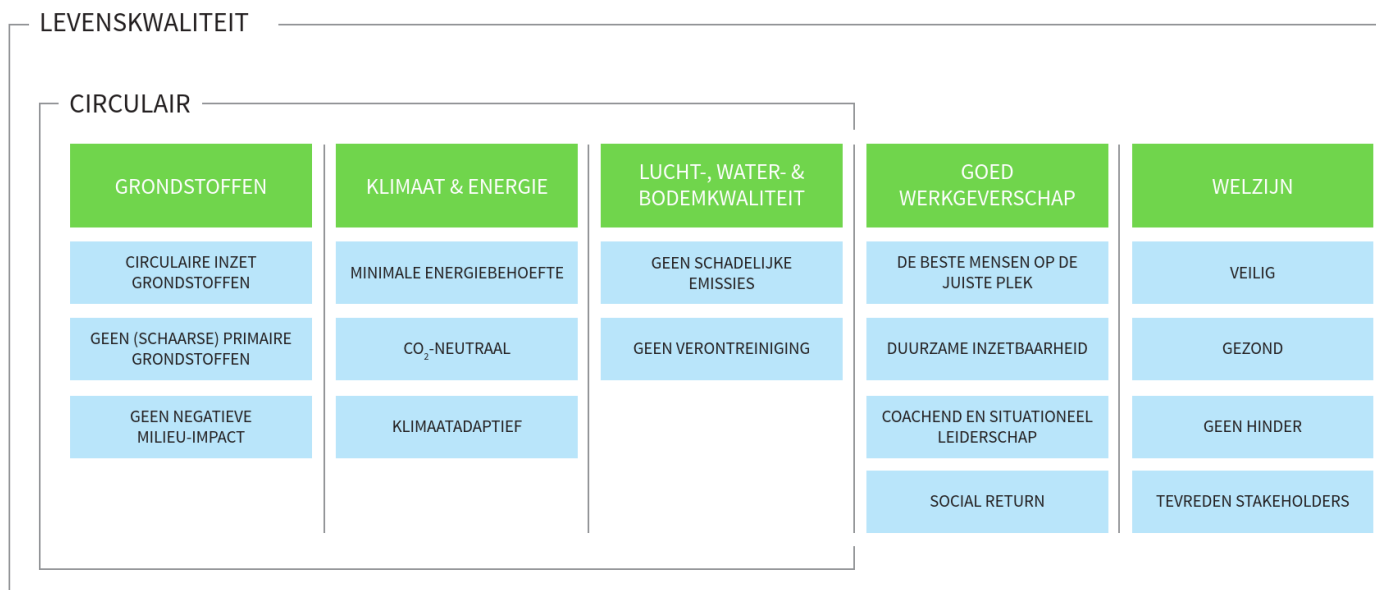 LEVENSKWALITEIT
CIRCULAIR
GRONDSTOFFEN
CIRCULAIRE INZET
GRONDSTOFFEN
GEEN (SCHAARSE) PRIMAIRE
GRONDSTOFFEN
GEEN NEGATIEVE
MILIEU-IMPACT
KLIMAAT & ENERGIE
MINIMALE ENERGIEBEHOEFTE
CO₂-NEUTRAAL
KLIMAATADAPTIEF
LUCHT-, WATER- &
BODEMKWALITEIT
GEEN SCHADELIJKE
EMISSIES
GEEN VERONTREINIGING
GOED
WERKGEVERSCHAP
DE BESTE MENSEN OP DE
JUISTE PLEK
DUURZAME INZETBAARHEID
COACHEND EN SITUATIONEEL
LEIDERSCHAP
SOCIAL RETURN
WELZIJN
VEILIG
GEZOND
GEEN HINDER
TEVREDEN STAKEHOLDERS